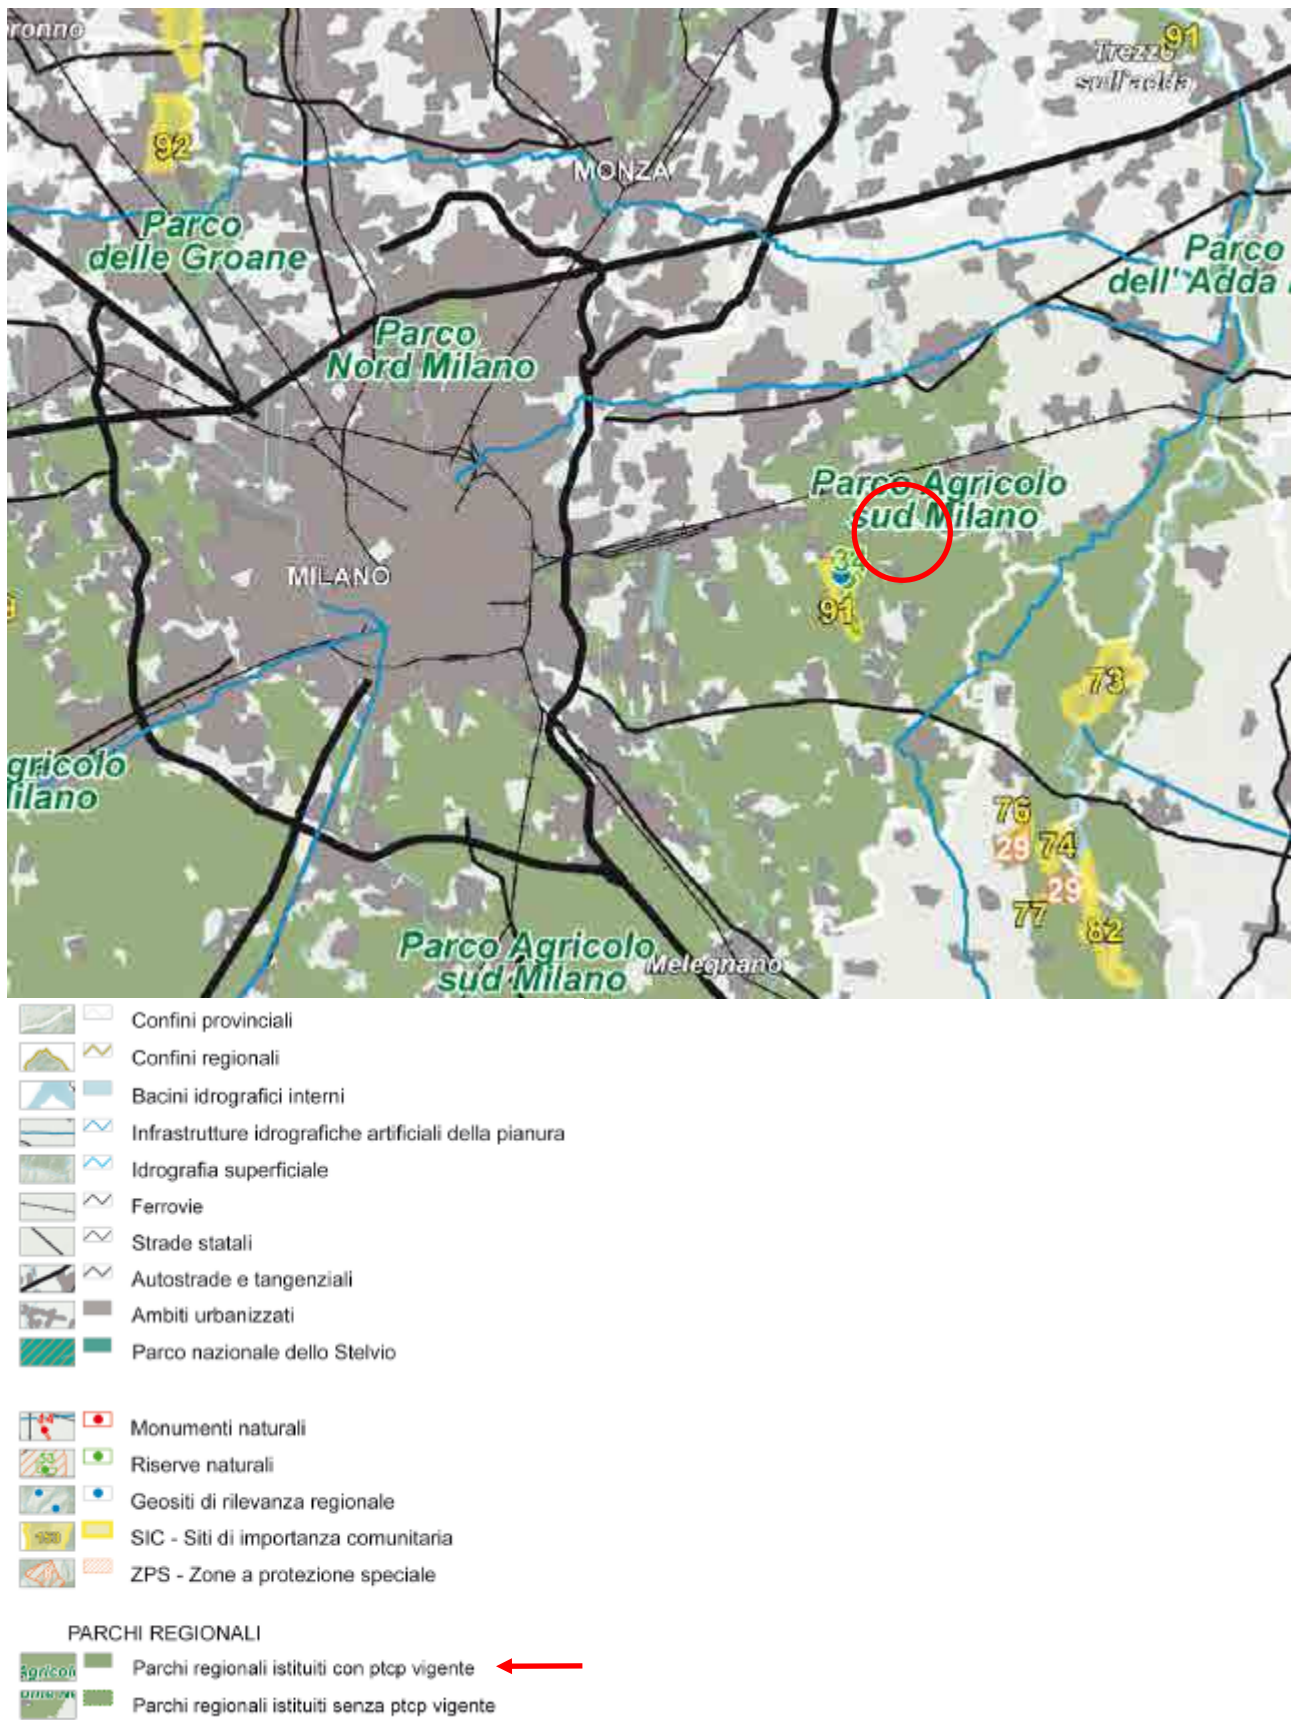 ronno
91
Trezzo
sull'adda
92
MONZA
Parco
delle Groane
Parco
dell'Adda
Parco
Nord Milano
Parco Agricolo
sud Milano
MILANO
91
73
gricolo
ilano
76
29
74
29
77
82
Parco Agricolo
sud Milano
Melegnano
Confini provinciali
Confini regionali
Bacini idrografici interni
Infrastrutture idrografiche artificiali della pianura
Idrografia superficiale
Ferrovie
Strade statali
Autostrade e tangenziali
Ambiti urbanizzati
Parco nazionale dello Stelvio
Monumenti naturali
Riserve naturali
Geositi di rilevanza regionale
SIC - Siti di importanza comunitaria
ZPS - Zone a protezione speciale
PARCHI REGIONALI
Agricol
Parchi regionali istituiti con ptcp vigente
Parchi regionali istituiti senza ptcp vigente